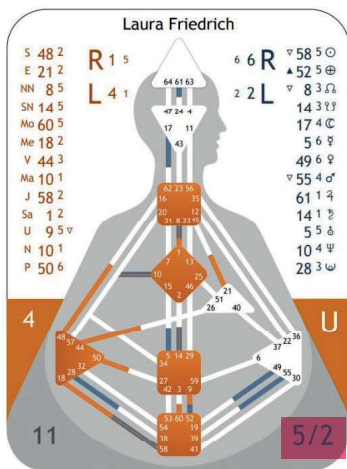 Laura Friedrich
S 48 2
E 21 2
NN 8 5
SN 14 5
Mo 60 5
Me 18 2
V 44 3
Ma 10 1
J 58 2
Sa 1 2
U 9 5 ▿
N 10 1
P 50 6
R 1 5
L 4 1
6 6 R
2 2 L
▿ 58 5 ☉
▲ 52 5 ⊕
▿ 8 3 ☊
14 3 ☋
17 4 ☾
5 6 ☿
49 6 ♀
▿ 55 4 ♂
61 1 ♃
14 1 ♄
5 5 ♅
10 4 ♆
28 3 ♇
64 61 63
47 24 4
17 11
43
62 23 56
16 35
20 12
31 8 33 45
1
7 13
10 25
15 46
2
21
51
26 40
48 57 44
50
32
28
18
5 14 29
34
27 59
42 3 9
36
22
37
6
49
55
30
53 60 52
54 19
38 39
58 41
4
U
11
5/2